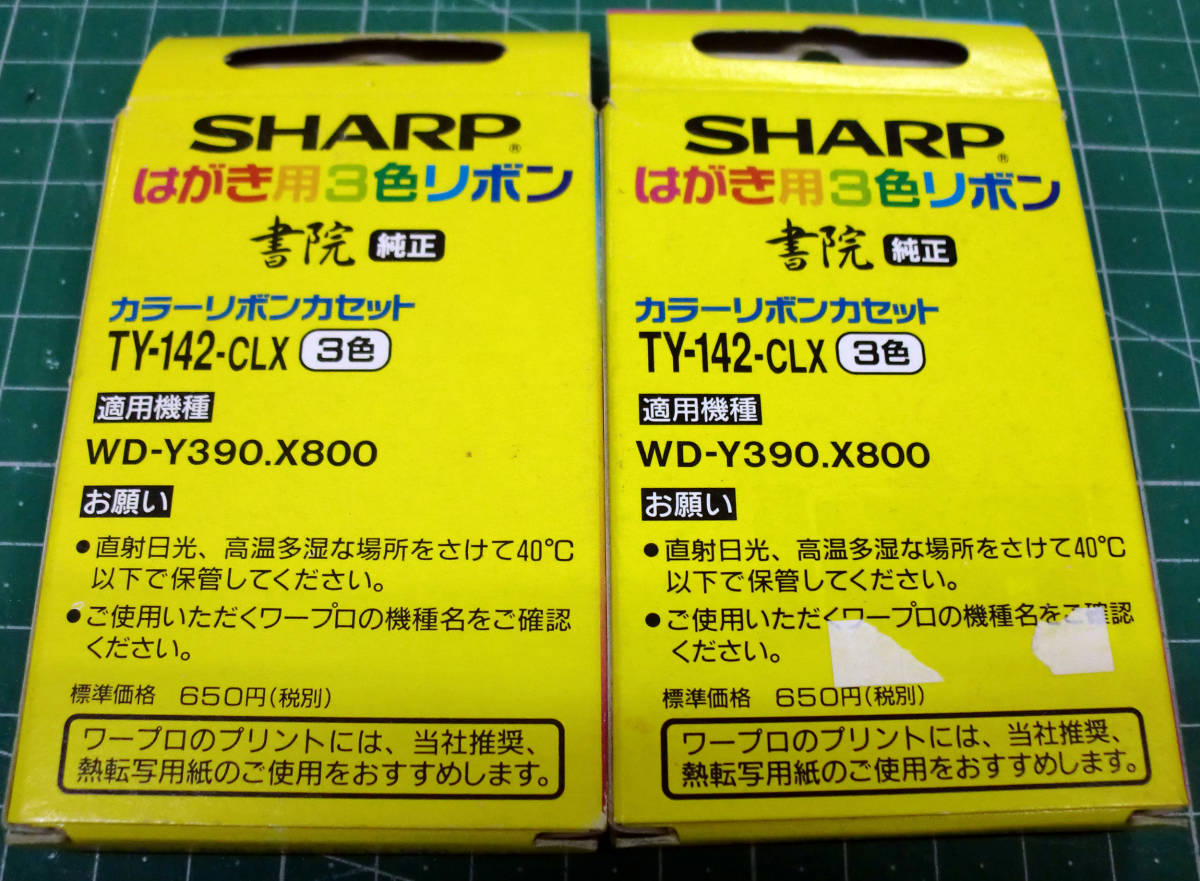 SHARP®
はがき用3色リボン
書院 純正
カラーリボンカセット
TY-142-CLX 3色
適用機種
WD-Y390.X800
お願い
●直射日光、高温多湿な場所をさけて40℃
以下で保管してください。
●ご使用いただくワープロの機種名をご確認
ください。
標準価格 650円(税別)
ワープロのプリントには、当社推奨、
熱転写用紙のご使用をおすすめします。
SHARP®
はがき用3色リボン
書院 純正
カラーリボンカセット
TY-142-CLX 3色
適用機種
WD-Y390.X800
お願い
●直射日光、高温多湿な場所をさけて40℃
以下で保管してください。
●ご使用いただくワープロの機種名をご確認
ください。
標準価格 650円(税別)
ワープロのプリントには、当社推奨、
熱転写用紙のご使用をおすすめします。